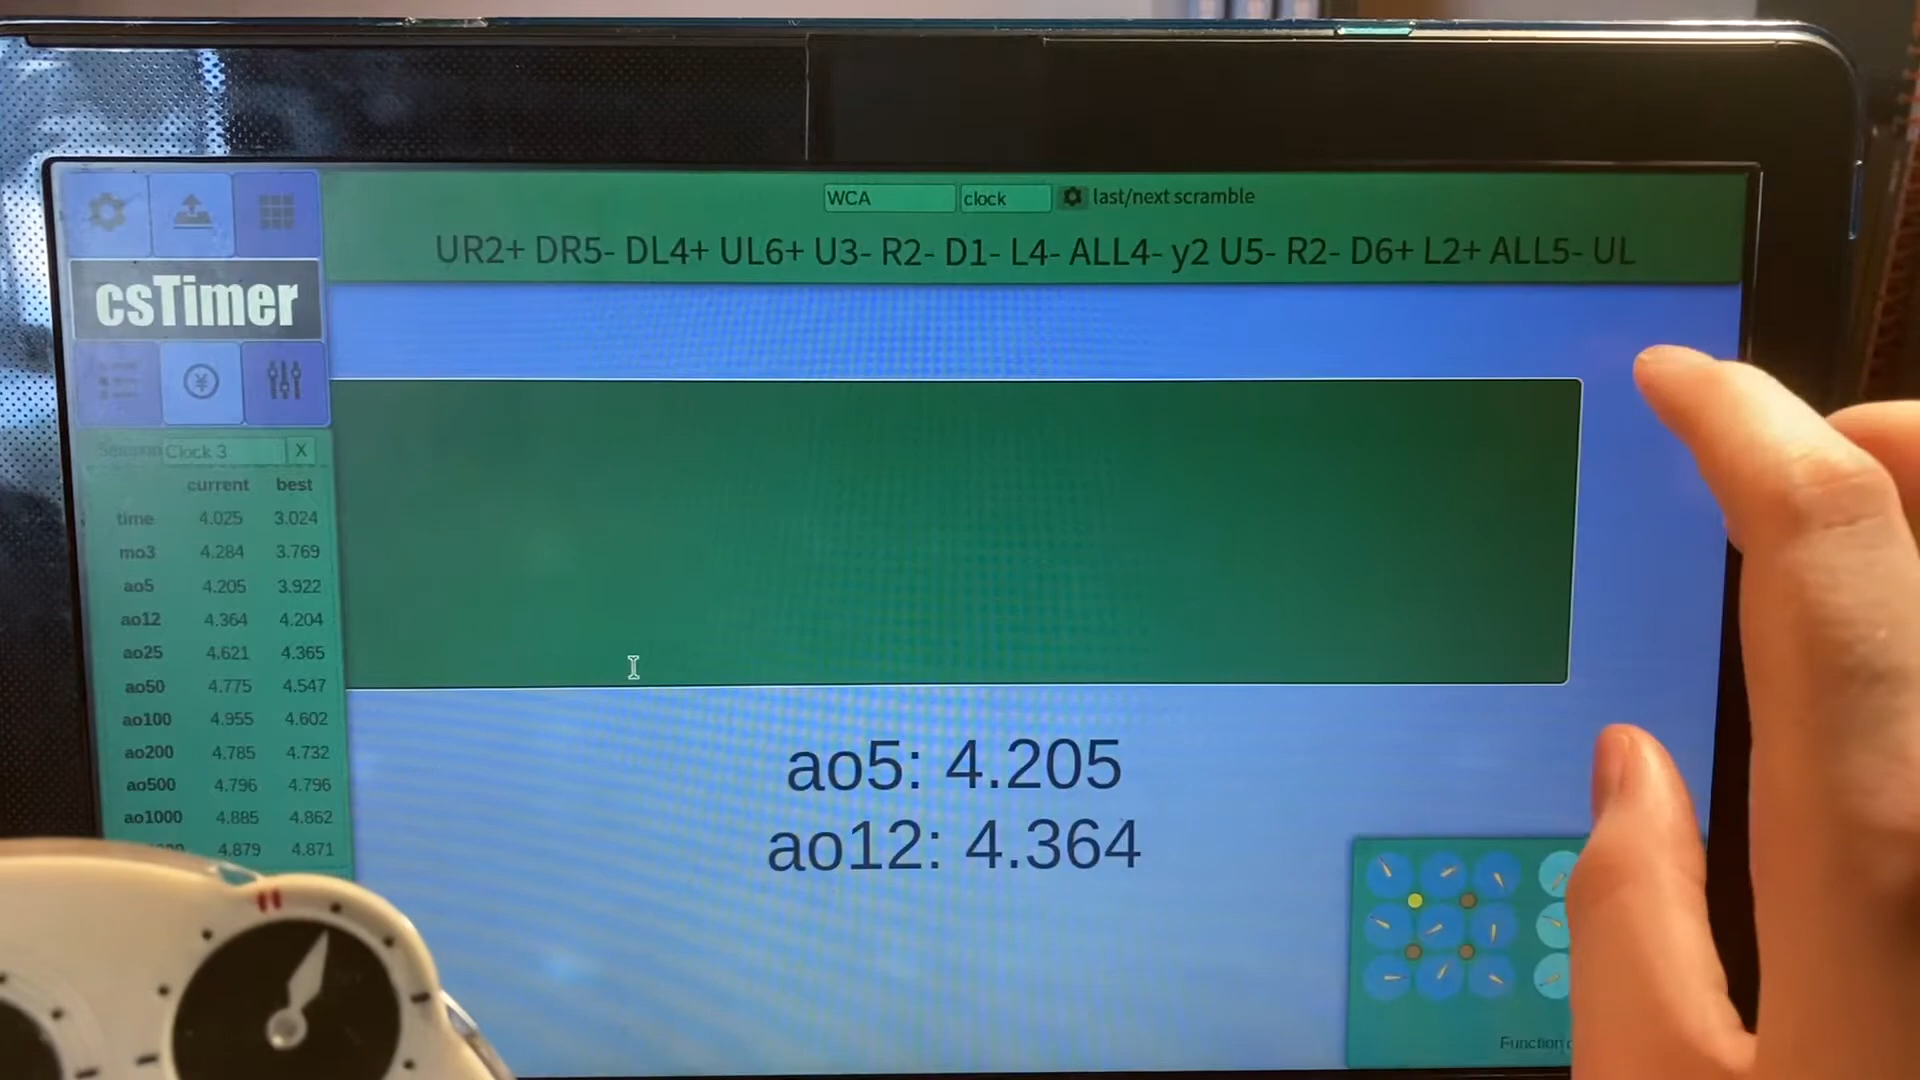 WCA clock last/next scramble
UR2+ DR5- DL4+ UL6+ U3- R2- D1- L4- ALL4- y2 U5- R2- D6+ L2+ ALL5- UL
csTimer
Clock 3 X
current best
time 4.025 3.024
mo3 4.284 3.769
ao5 4.205 3.922
ao12 4.364 4.204
ao25 4.621 4.365
ao50 4.775 4.547
ao100 4.955 4.602
ao200 4.785 4.732
ao500 4.796 4.796
ao1000 4.885 4.862
4.879 4.871
ao5: 4.205
ao12: 4.364
Function